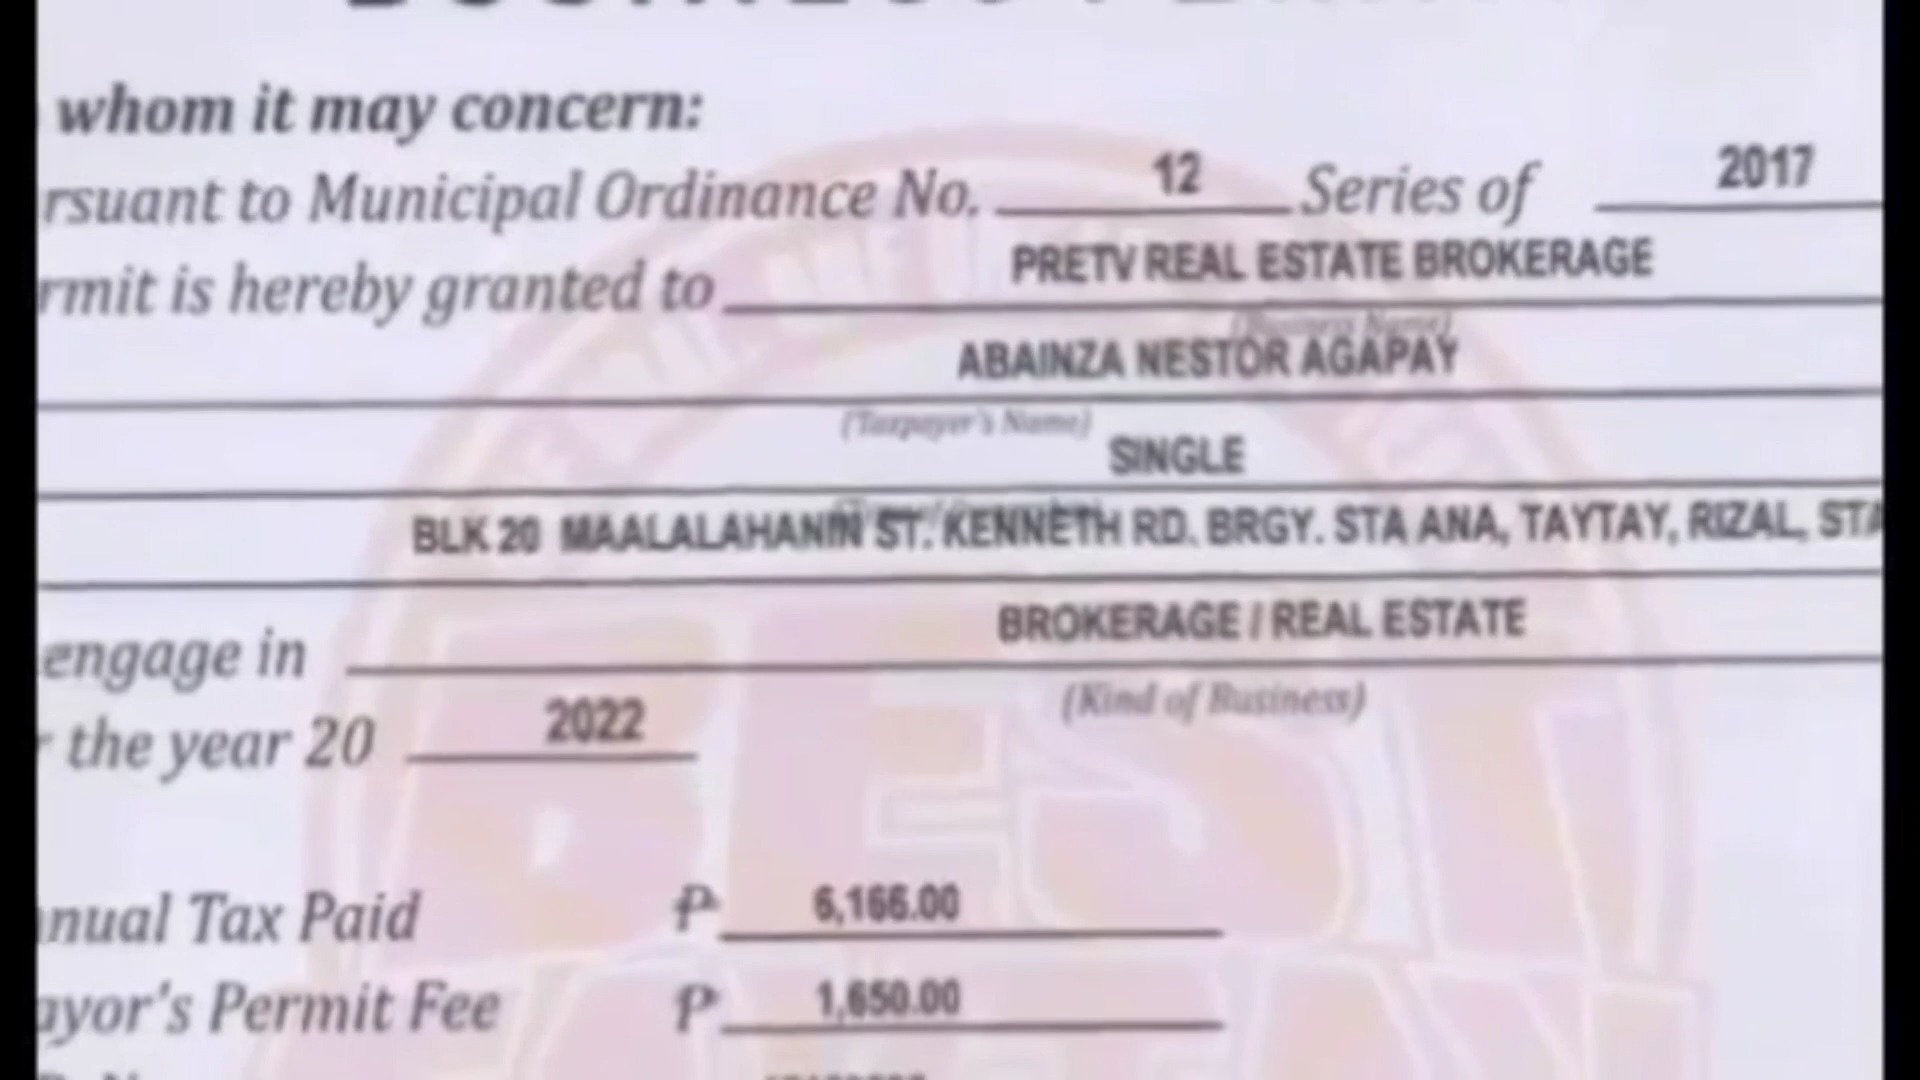 whom it may concern:
rsuant to Municipal Ordinance No. 12 Series of 2017
rmit is hereby granted to PRETV REAL ESTATE BROKERAGE
(Business Name)
ABAINZA NESTOR AGAPAY
(Taxpayer's Name)
SINGLE
BLK 20 MAALALAHANIN ST. KENNETH RD. BRGY. STA ANA, TAYTAY, RIZAL, STA
engage in BROKERAGE / REAL ESTATE
(Kind of Business)
r the year 20 2022
nnual Tax Paid ₱ 6,166.00
ayor's Permit Fee ₱ 1,650.00